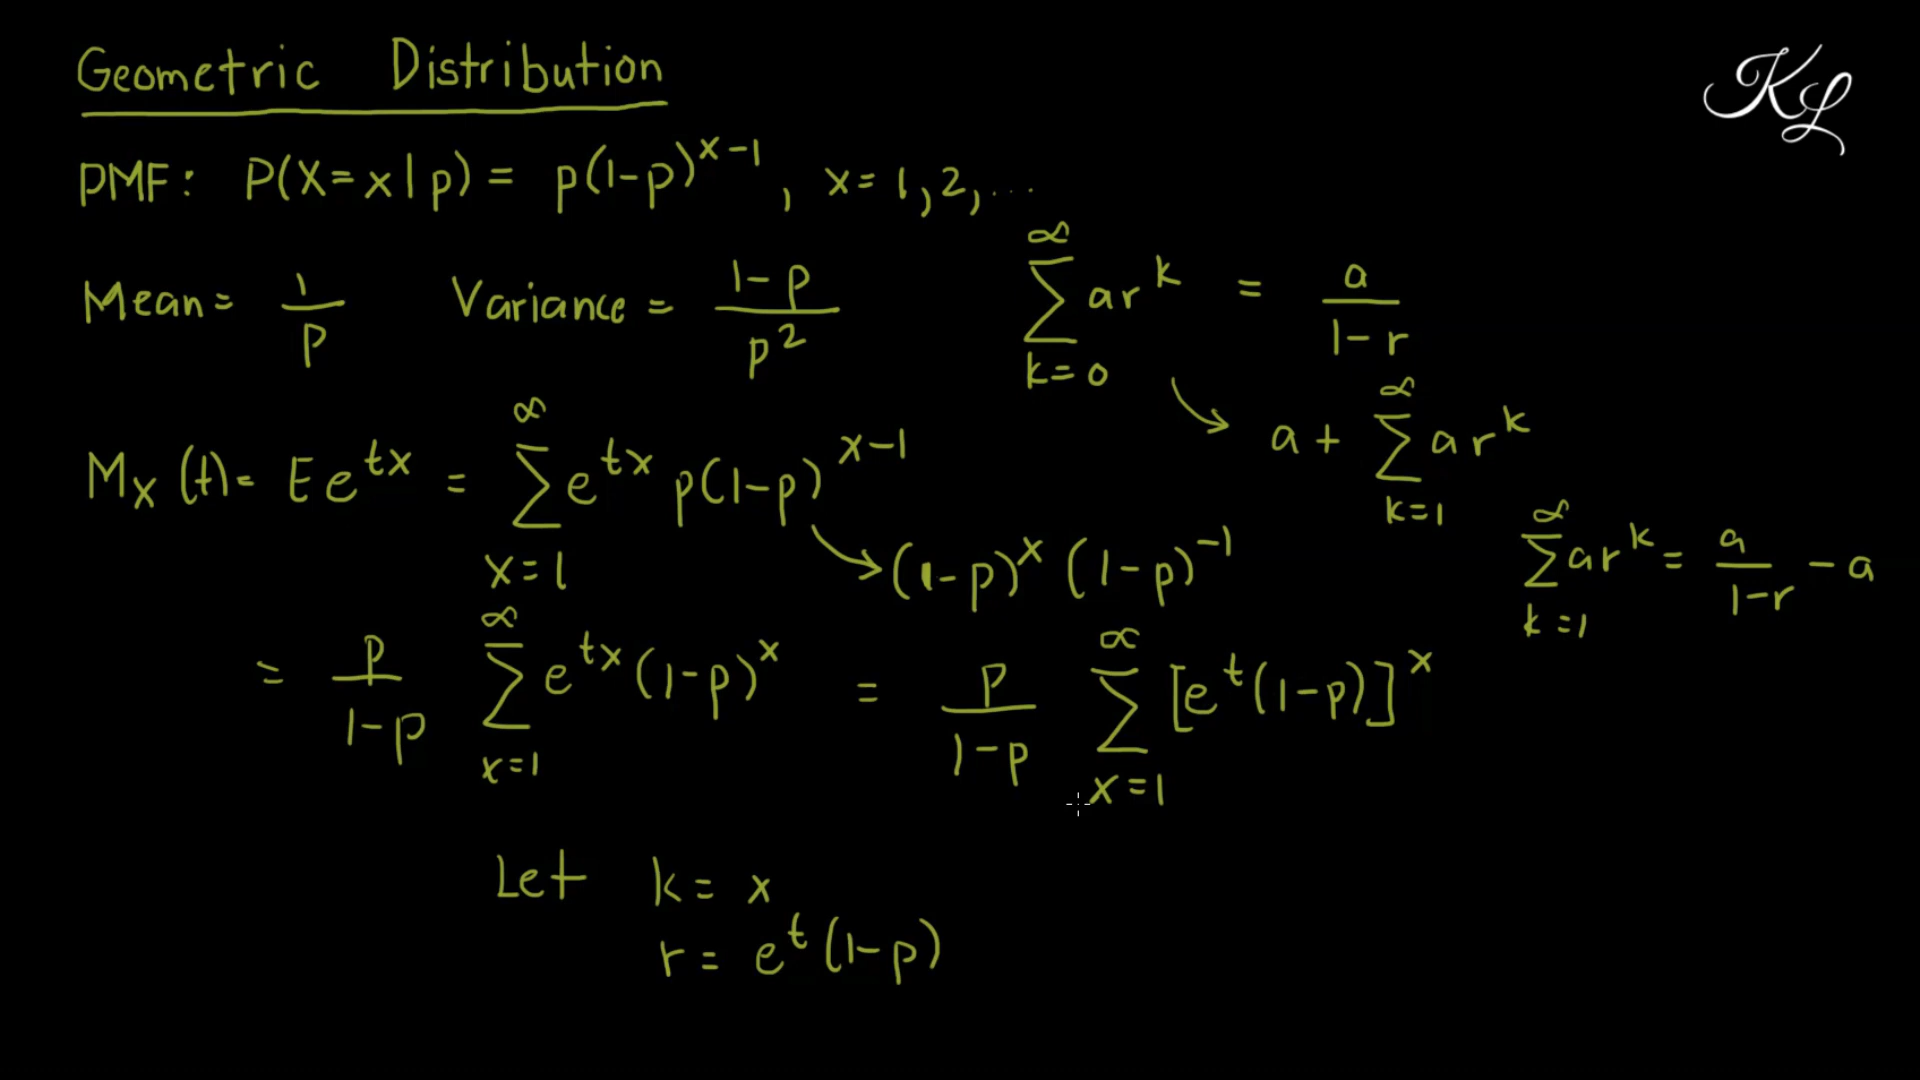 Geometric Distribution
KL
PMF: P(X=x|p) = p(1-p)^{x-1}, x=1,2,...
Mean = 1/p Variance = (1-p)/p^2
∑_{k=0}^{∞} ar^k = a/(1-r)
a + ∑_{k=1}^{∞} ar^k
∑_{k=1}^{∞} ar^k = a/(1-r) - a
M_X(t) = Ee^{tx} = ∑_{x=1}^{∞} e^{tx} p(1-p)^{x-1}
(1-p)^x (1-p)^{-1}
= p/(1-p) ∑_{x=1}^{∞} e^{tx}(1-p)^x = p/(1-p) ∑_{x=1}^{∞} [e^t(1-p)]^x
Let k = x
r = e^t(1-p)